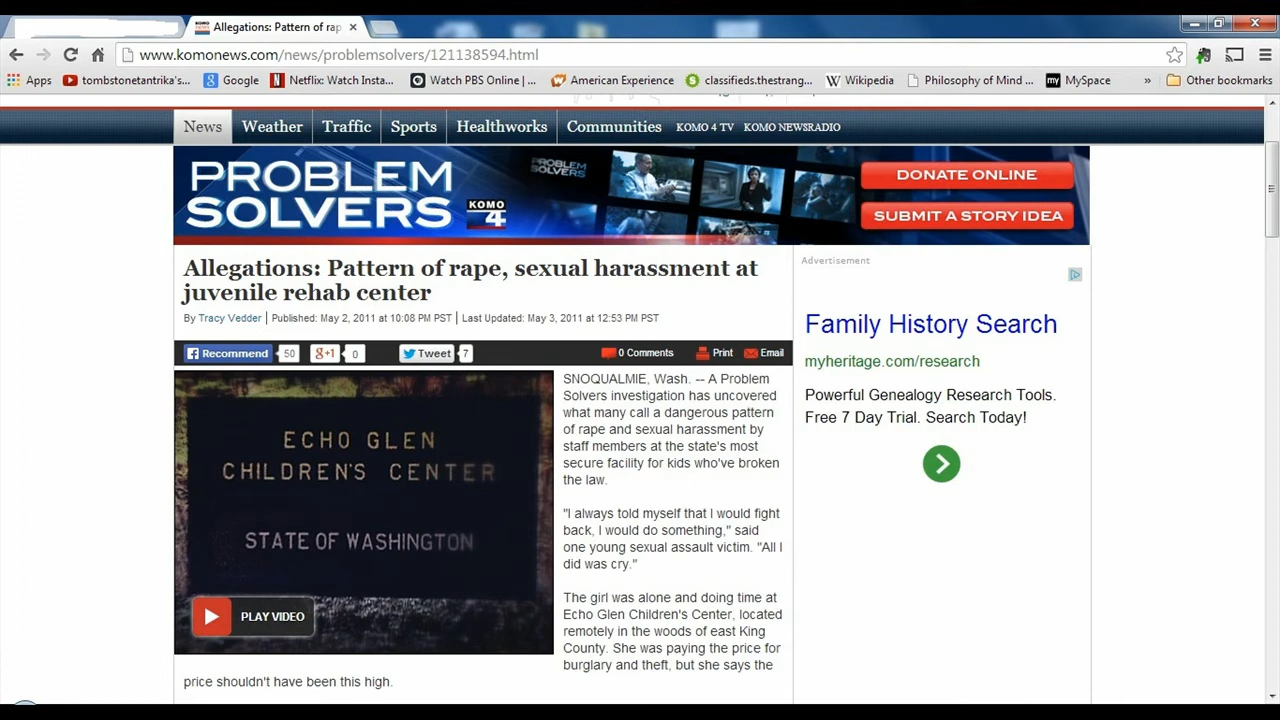 Allegations: Pattern of rap
www.komonews.com/news/problemsolvers/121138594.html
Apps tombstonetantrika's... Google Netflix: Watch Insta... Watch PBS Online | ... American Experience classifieds.thestrang... Wikipedia Philosophy of Mind ... my MySpace » Other bookmarks
News Weather Traffic Sports Healthworks Communities KOMO 4 TV KOMO NEWSRADIO
PROBLEM
SOLVERS
KOMO
4
PROBLEM
SOLVERS
DONATE ONLINE
SUBMIT A STORY IDEA
Allegations: Pattern of rape, sexual harassment at
juvenile rehab center
By Tracy Vedder | Published: May 2, 2011 at 10:08 PM PST | Last Updated: May 3, 2011 at 12:53 PM PST
Recommend 50 g+1 0 Tweet 7 0 Comments Print Email
ECHO GLEN
CHILDREN'S CENTER
STATE OF WASHINGTON
PLAY VIDEO
SNOQUALMIE, Wash. -- A Problem
Solvers investigation has uncovered
what many call a dangerous pattern
of rape and sexual harassment by
staff members at the state's most
secure facility for kids who've broken
the law.
"I always told myself that I would fight
back, I would do something," said
one young sexual assault victim. "All I
did was cry."
The girl was alone and doing time at
Echo Glen Children's Center, located
remotely in the woods of east King
County. She was paying the price for
burglary and theft, but she says the
price shouldn't have been this high.
Advertisement
Family History Search
myheritage.com/research
Powerful Genealogy Research Tools.
Free 7 Day Trial. Search Today!